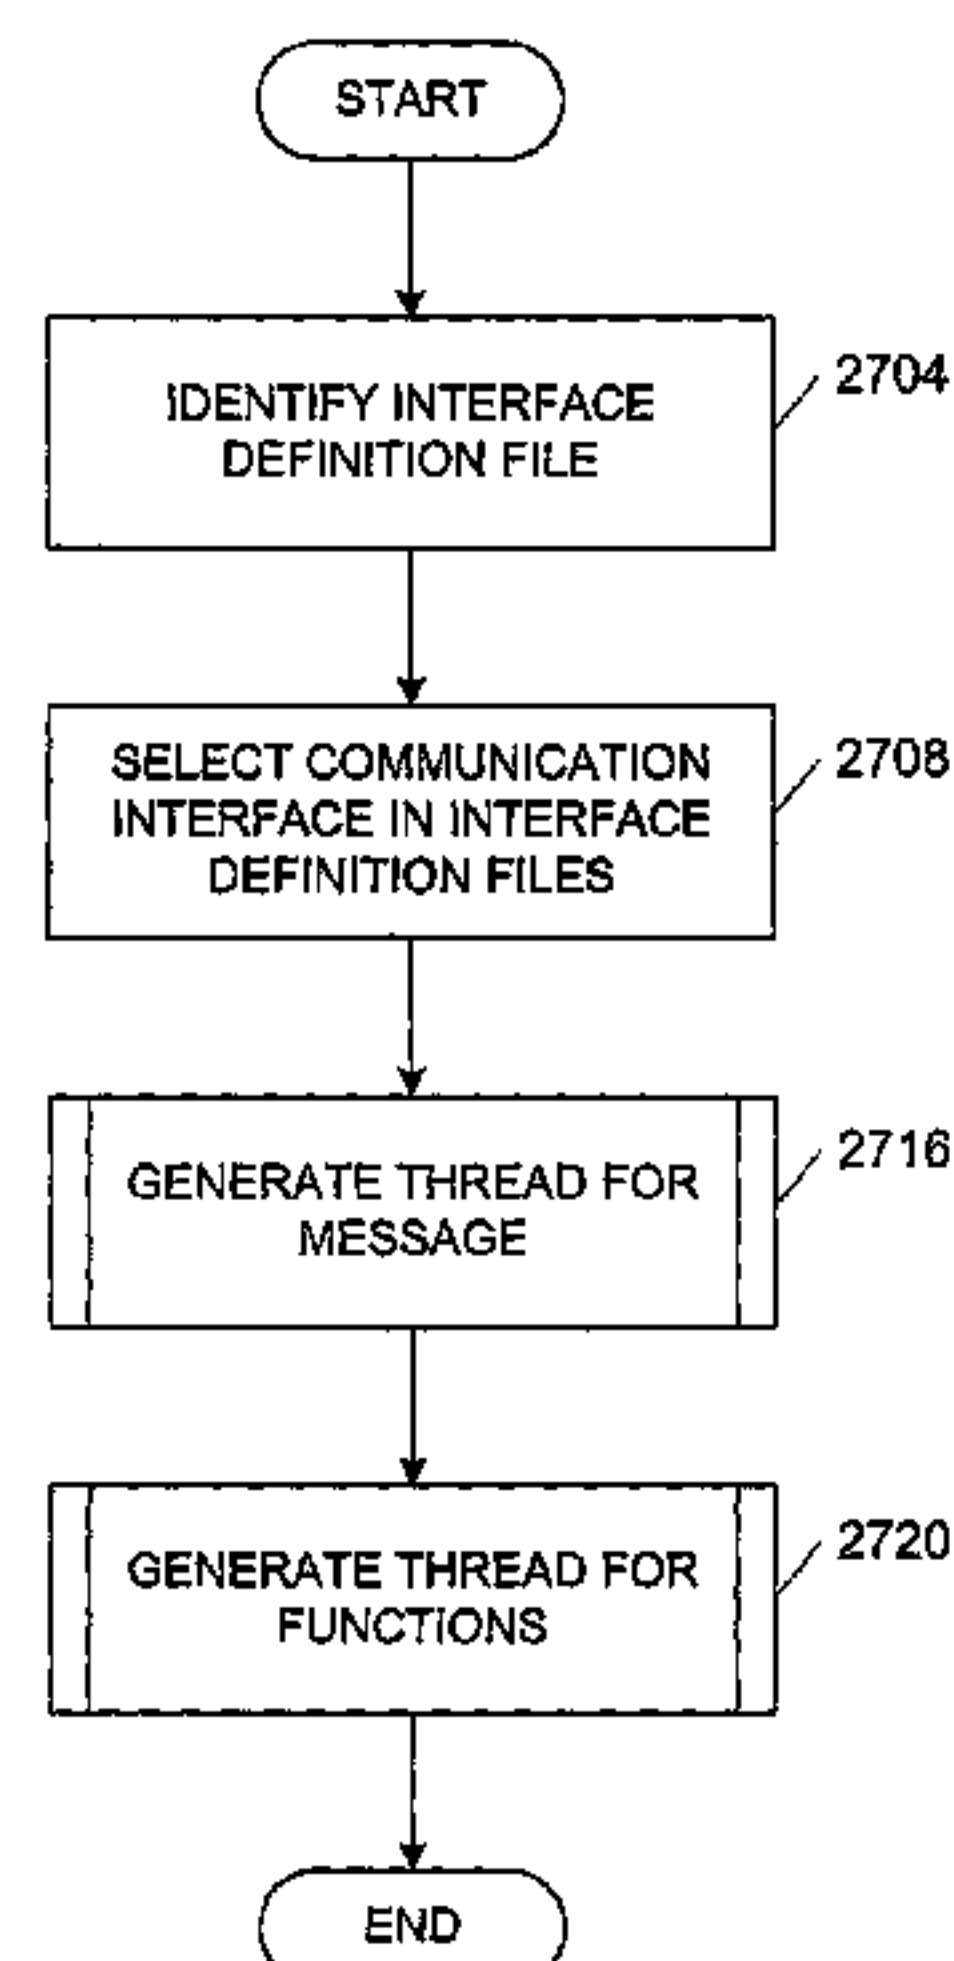 START
IDENTIFY INTERFACE
DEFINITION FILE
2704
SELECT COMMUNICATION
INTERFACE IN INTERFACE
DEFINITION FILES
2708
GENERATE THREAD FOR
MESSAGE
2716
GENERATE THREAD FOR
FUNCTIONS
2720
END